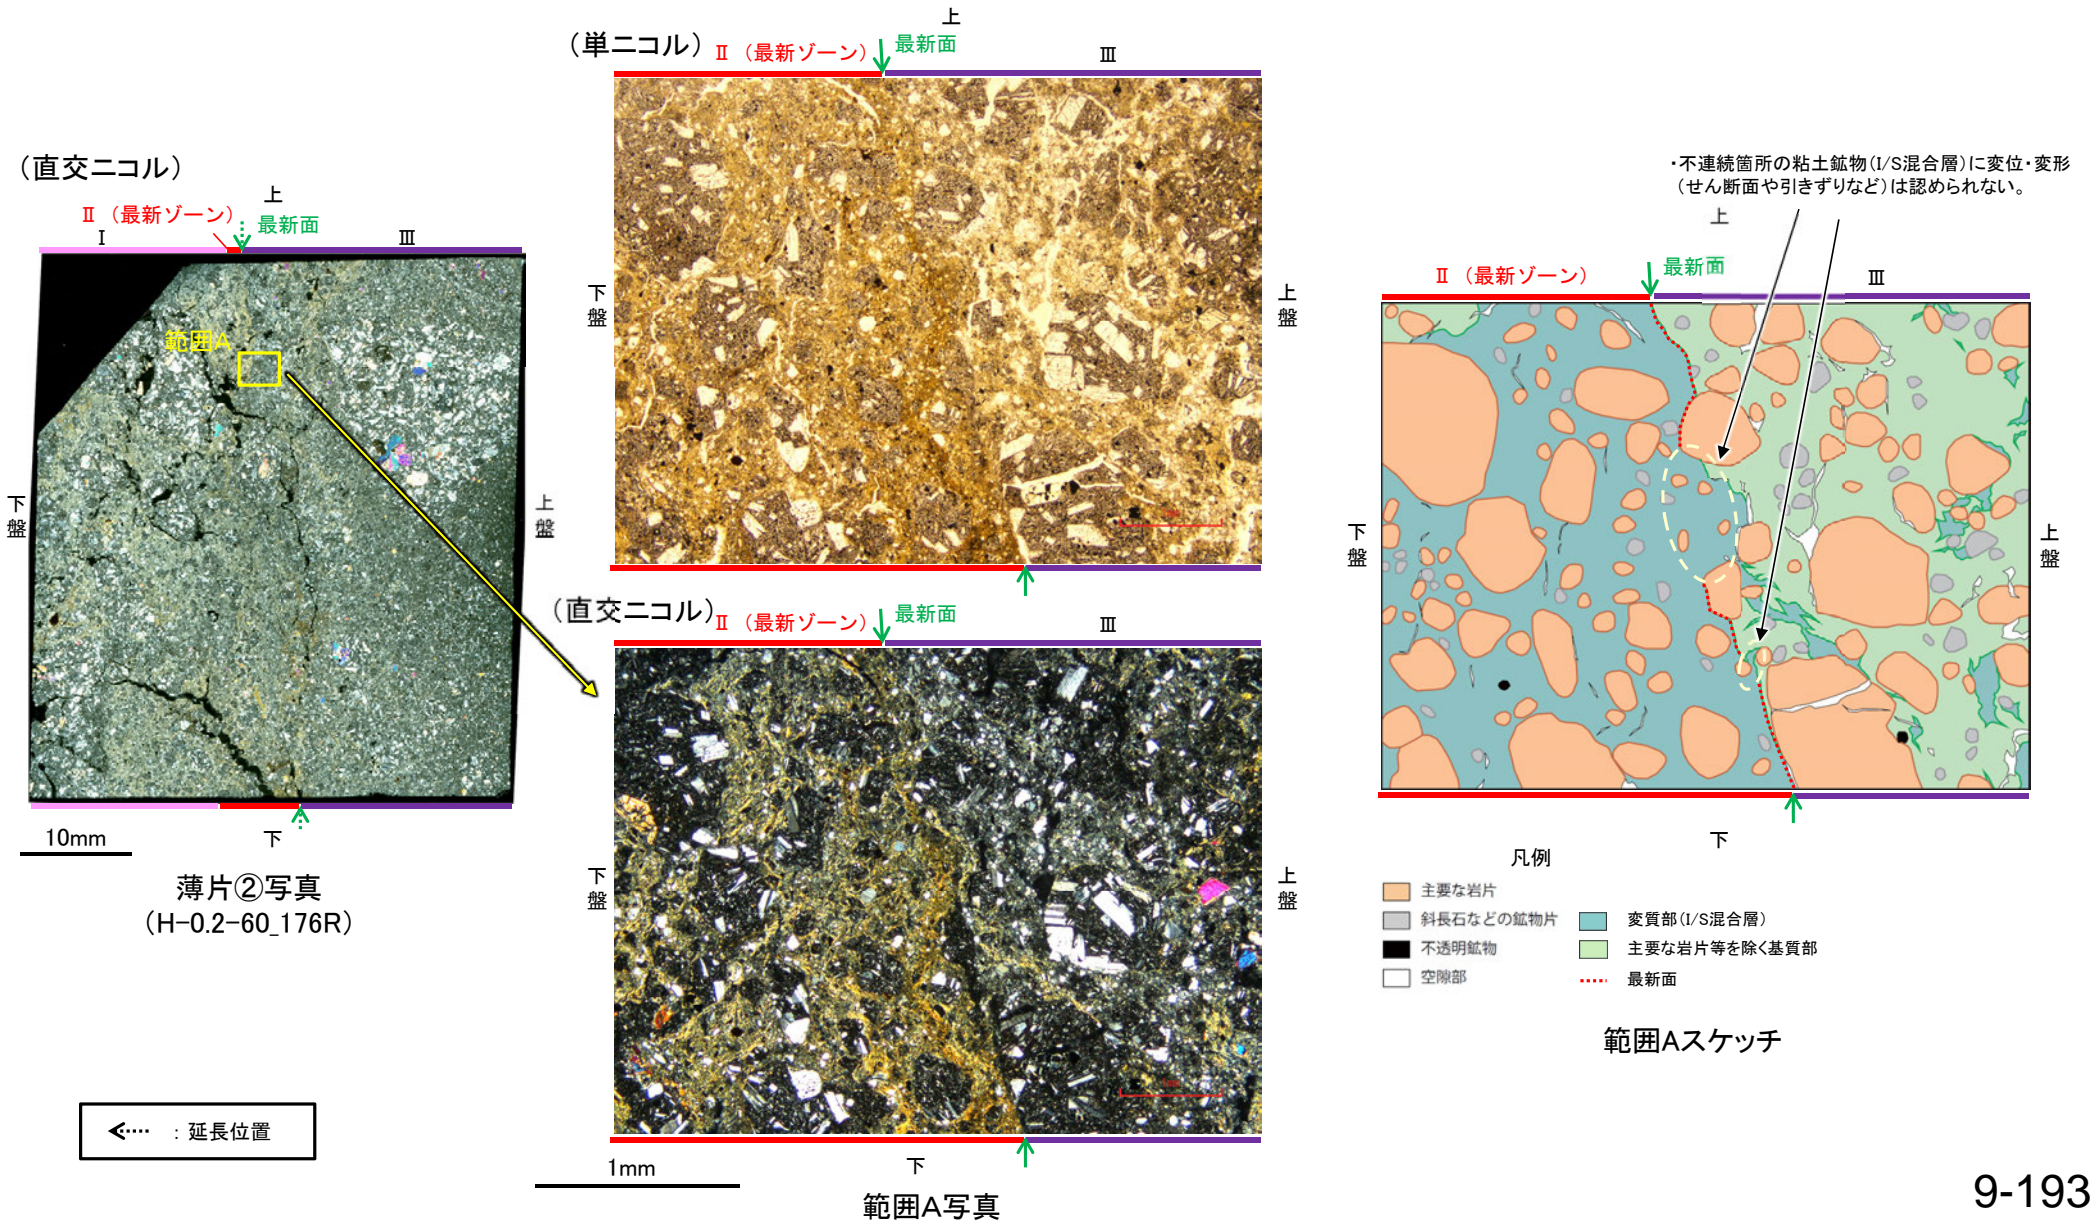 （直交ニコル）
上
Ⅱ （最新ゾーン）
最新面
Ⅰ
Ⅲ
範囲A
下盤
上盤
10mm
下
薄片②写真
（H-0.2-60_176R）
：延長位置
（単ニコル）
上
Ⅱ （最新ゾーン）
最新面
Ⅲ
下盤
上盤
（直交ニコル）
Ⅱ （最新ゾーン）
最新面
Ⅲ
下盤
上盤
1mm
下
範囲A写真
・不連続箇所の粘土鉱物（I/S混合層）に変位・変形
（せん断面や引きずりなど）は認められない。
上
Ⅱ （最新ゾーン）
最新面
Ⅲ
下盤
上盤
下
凡例
主要な岩片
斜長石などの鉱物片
不透明鉱物
空隙部
変質部（I/S混合層）
主要な岩片等を除く基質部
最新面
範囲Aスケッチ
9-193